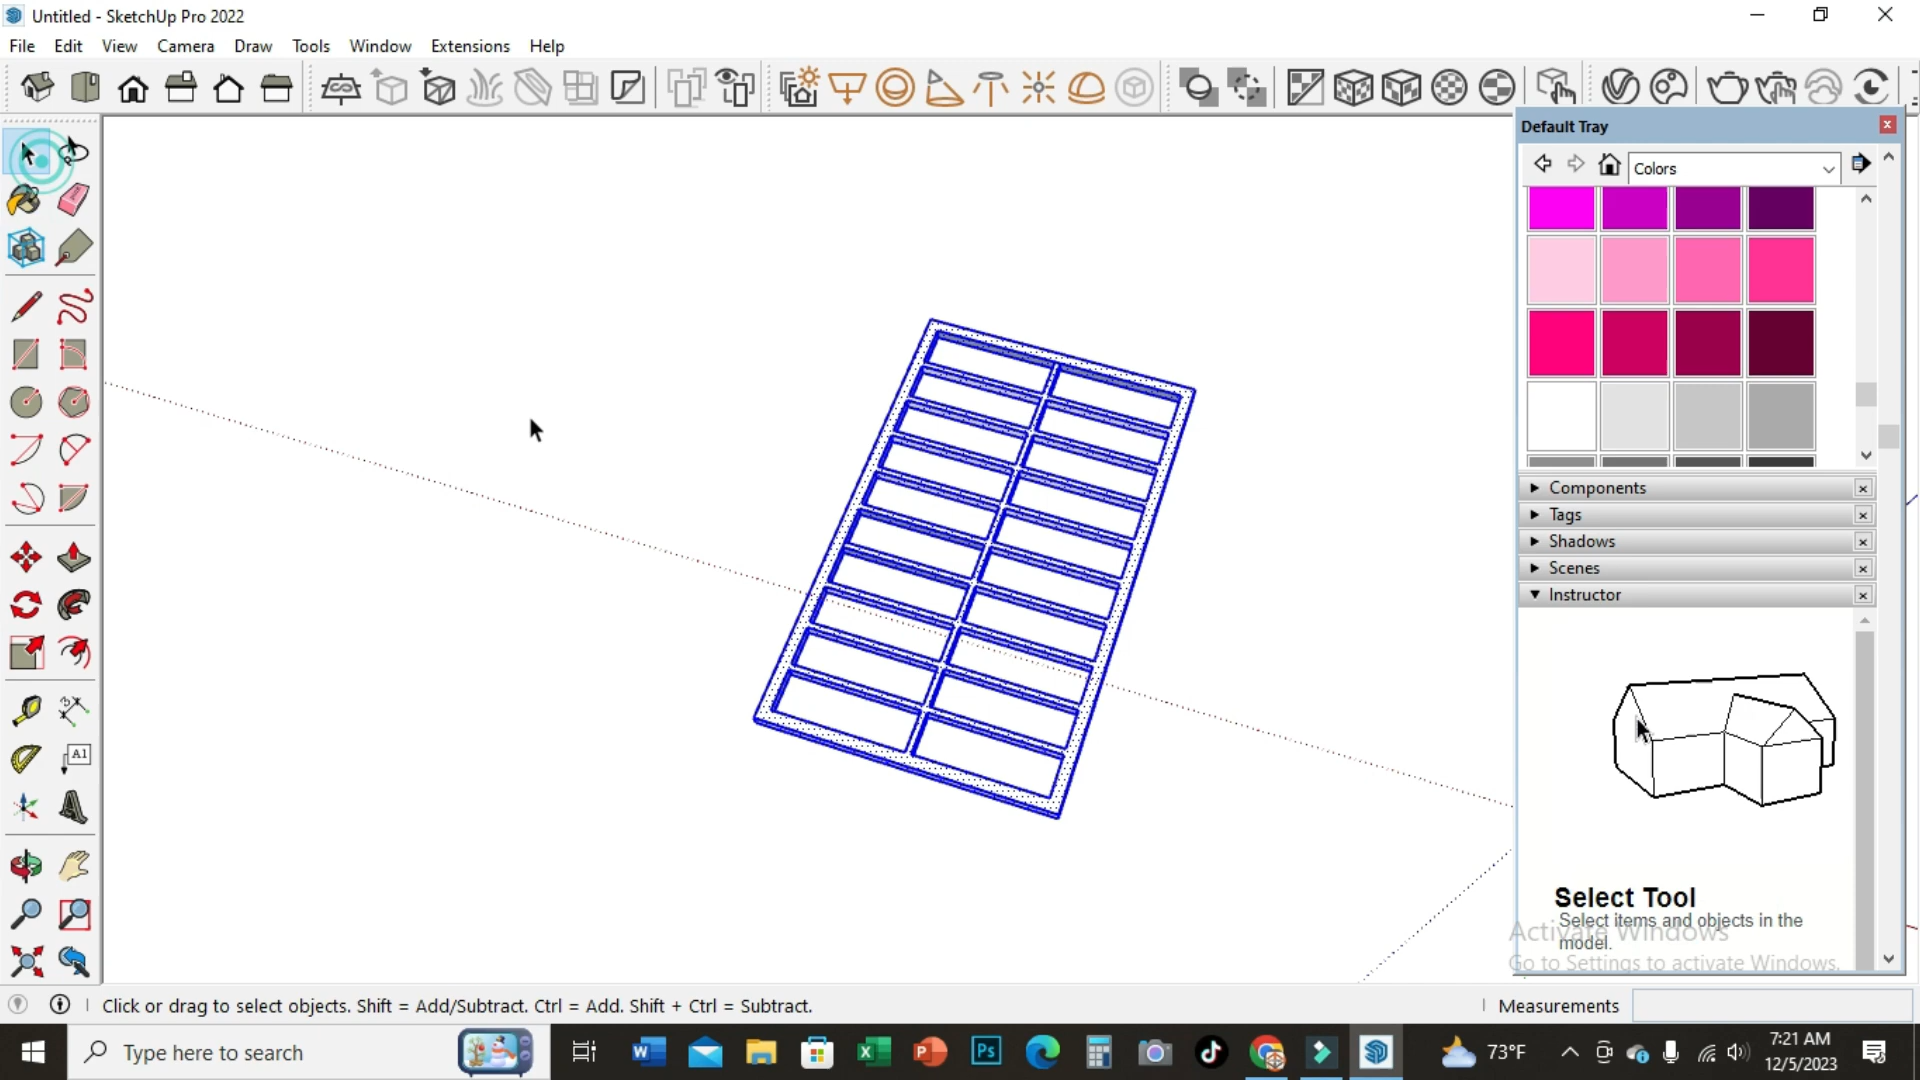 Untitled - SketchUp Pro 2022
File Edit View Camera Draw Tools Window Extensions Help
Default Tray
Colors
Components
Tags
Shadows
Scenes
Instructor
A1
Select Tool
Select items and objects in the
model.
Activate Windows
Go to Settings to activate Windows.
Click or drag to select objects. Shift = Add/Subtract. Ctrl = Add. Shift + Ctrl = Subtract.
Measurements
Type here to search
73°F
7:21 AM
12/5/2023